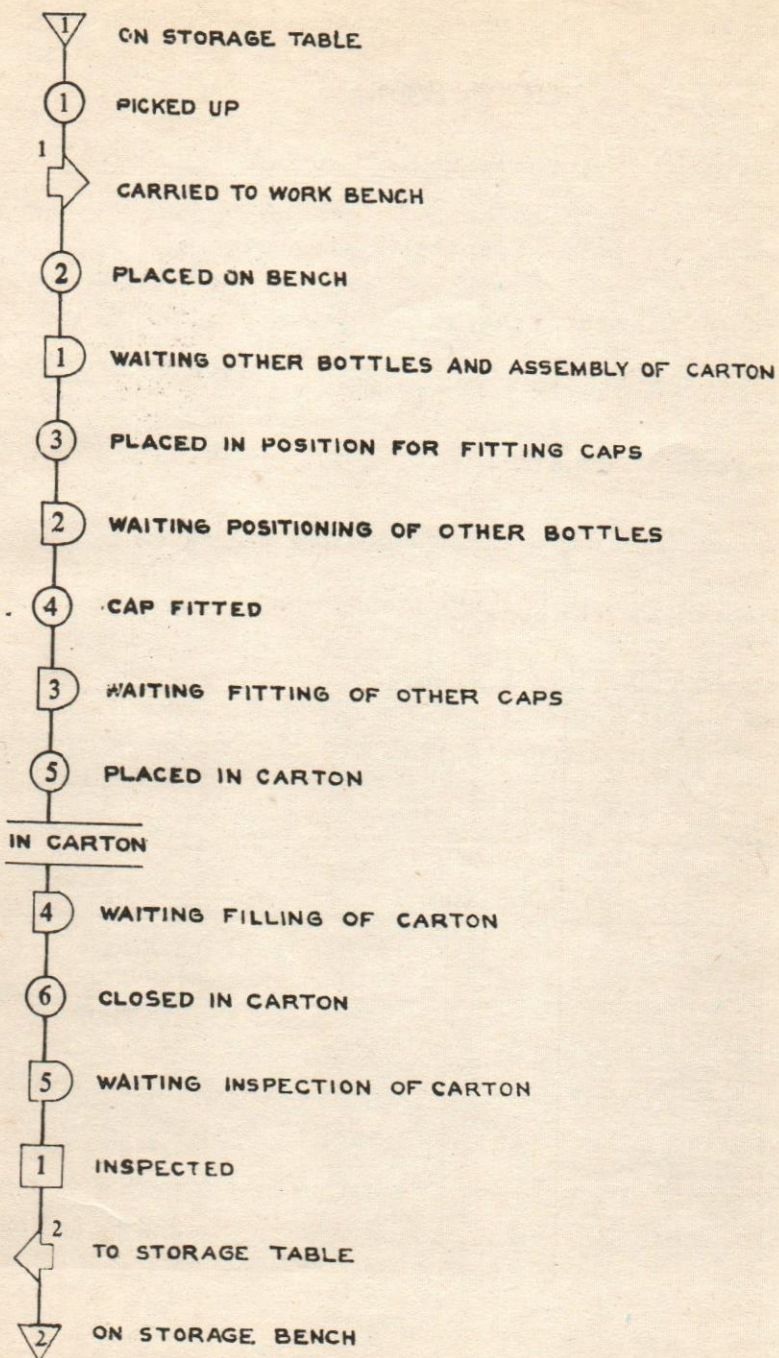 1 ON STORAGE TABLE
1 PICKED UP
1 CARRIED TO WORK BENCH
2 PLACED ON BENCH
1 WAITING OTHER BOTTLES AND ASSEMBLY OF CARTON
3 PLACED IN POSITION FOR FITTING CAPS
2 WAITING POSITIONING OF OTHER BOTTLES
4 CAP FITTED
3 WAITING FITTING OF OTHER CAPS
5 PLACED IN CARTON
IN CARTON
4 WAITING FILLING OF CARTON
6 CLOSED IN CARTON
5 WAITING INSPECTION OF CARTON
1 INSPECTED
2 TO STORAGE TABLE
2 ON STORAGE BENCH